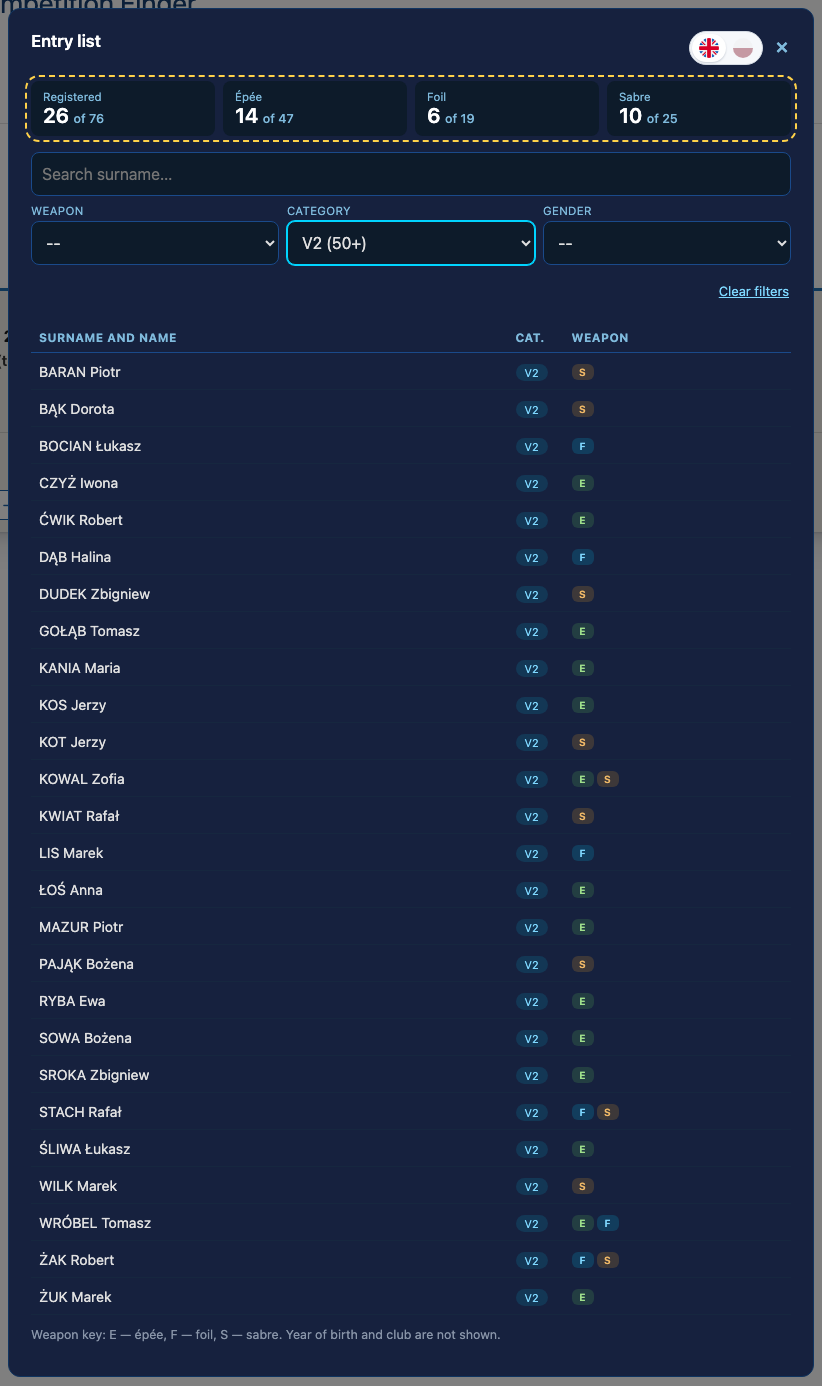 mpetition Finder
Entry list
×
Registered Épée Foil Sabre
26 of 76 14 of 47 6 of 19 10 of 25
Search surname...
WEAPON CATEGORY GENDER
-- V2 (50+) --
Clear filters
SURNAME AND NAME CAT. WEAPON
BARAN Piotr V2 S
BĄK Dorota V2 S
BOCIAN Łukasz V2 F
CZYŻ Iwona V2 E
ĆWIK Robert V2 E
DĄB Halina V2 F
DUDEK Zbigniew V2 S
GOŁĄB Tomasz V2 E
KANIA Maria V2 E
KOS Jerzy V2 E
KOT Jerzy V2 S
KOWAL Zofia V2 E S
KWIAT Rafał V2 S
LIS Marek V2 F
ŁOŚ Anna V2 E
MAZUR Piotr V2 E
PAJĄK Bożena V2 S
RYBA Ewa V2 E
SOWA Bożena V2 E
SROKA Zbigniew V2 E
STACH Rafał V2 F S
ŚLIWA Łukasz V2 E
WILK Marek V2 S
WRÓBEL Tomasz V2 E F
ŻAK Robert V2 F S
ŻUK Marek V2 E
Weapon key: E — épée, F — foil, S — sabre. Year of birth and club are not shown.